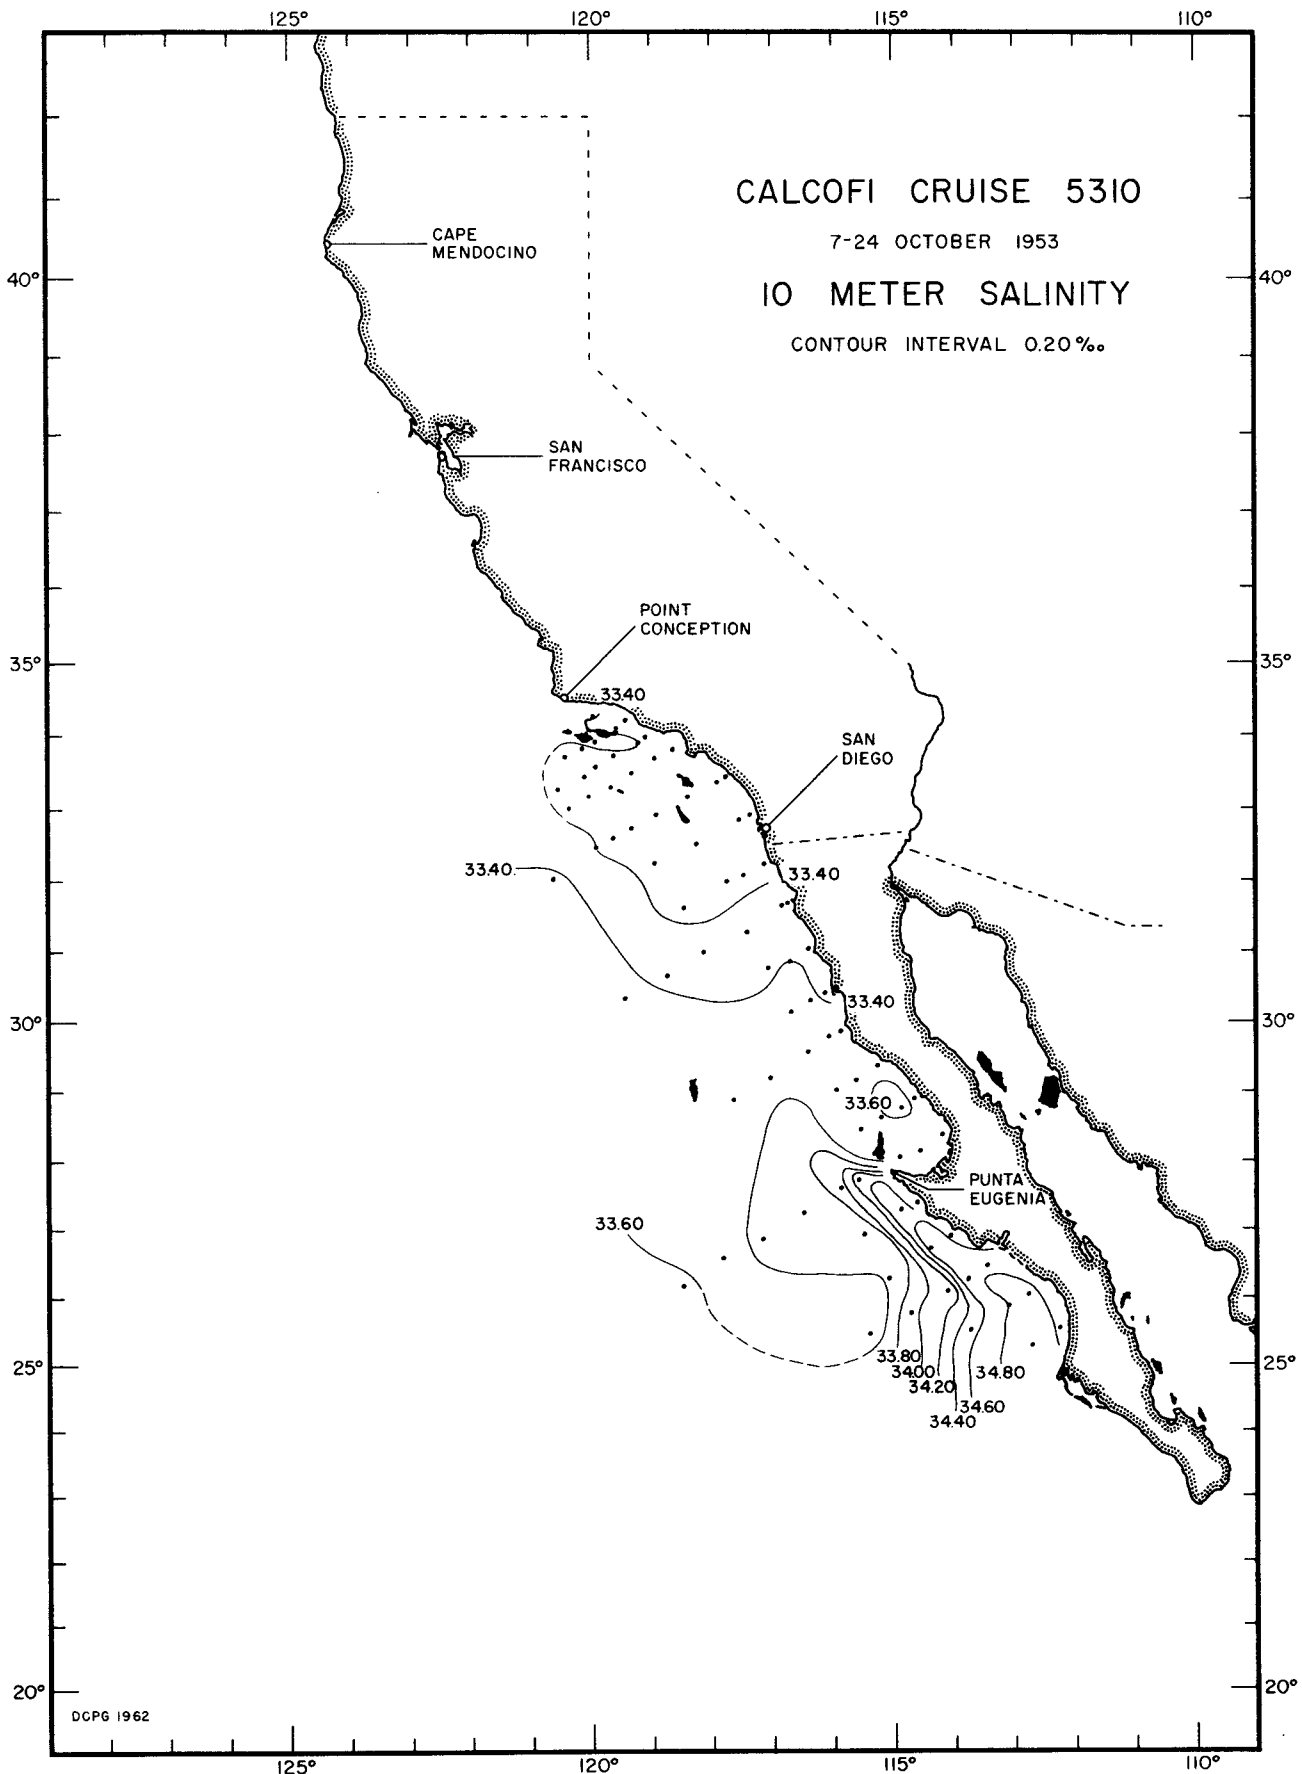 125° 120° 115° 110°
CALCOFI CRUISE 5310
7-24 OCTOBER 1953
CAPE
MENDOCINO
40° 40°
10 METER SALINITY
CONTOUR INTERVAL 0.20‰
SAN
FRANCISCO
POINT
CONCEPTION
35° 35°
33.40
SAN
DIEGO
33.40
33.40
33.40
30° 30°
33.60
PUNTA
EUGENIA
33.60
33.80
25° 25°
34.00
34.80
34.20
34.60
34.40
20° 20°
DCPG 1962
125° 120° 115° 110°